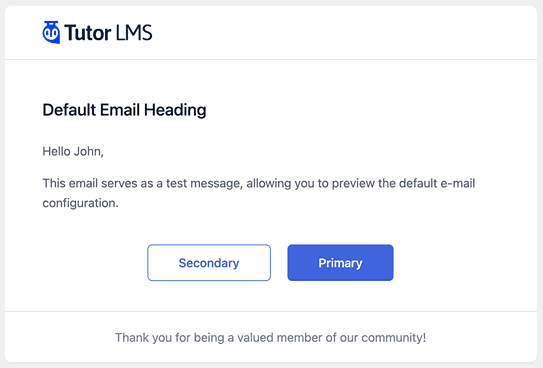 Tutor LMS
Default Email Heading
Hello John,
This email serves as a test message, allowing you to preview the default e-mail
configuration.
Secondary
Primary
Thank you for being a valued member of our community!